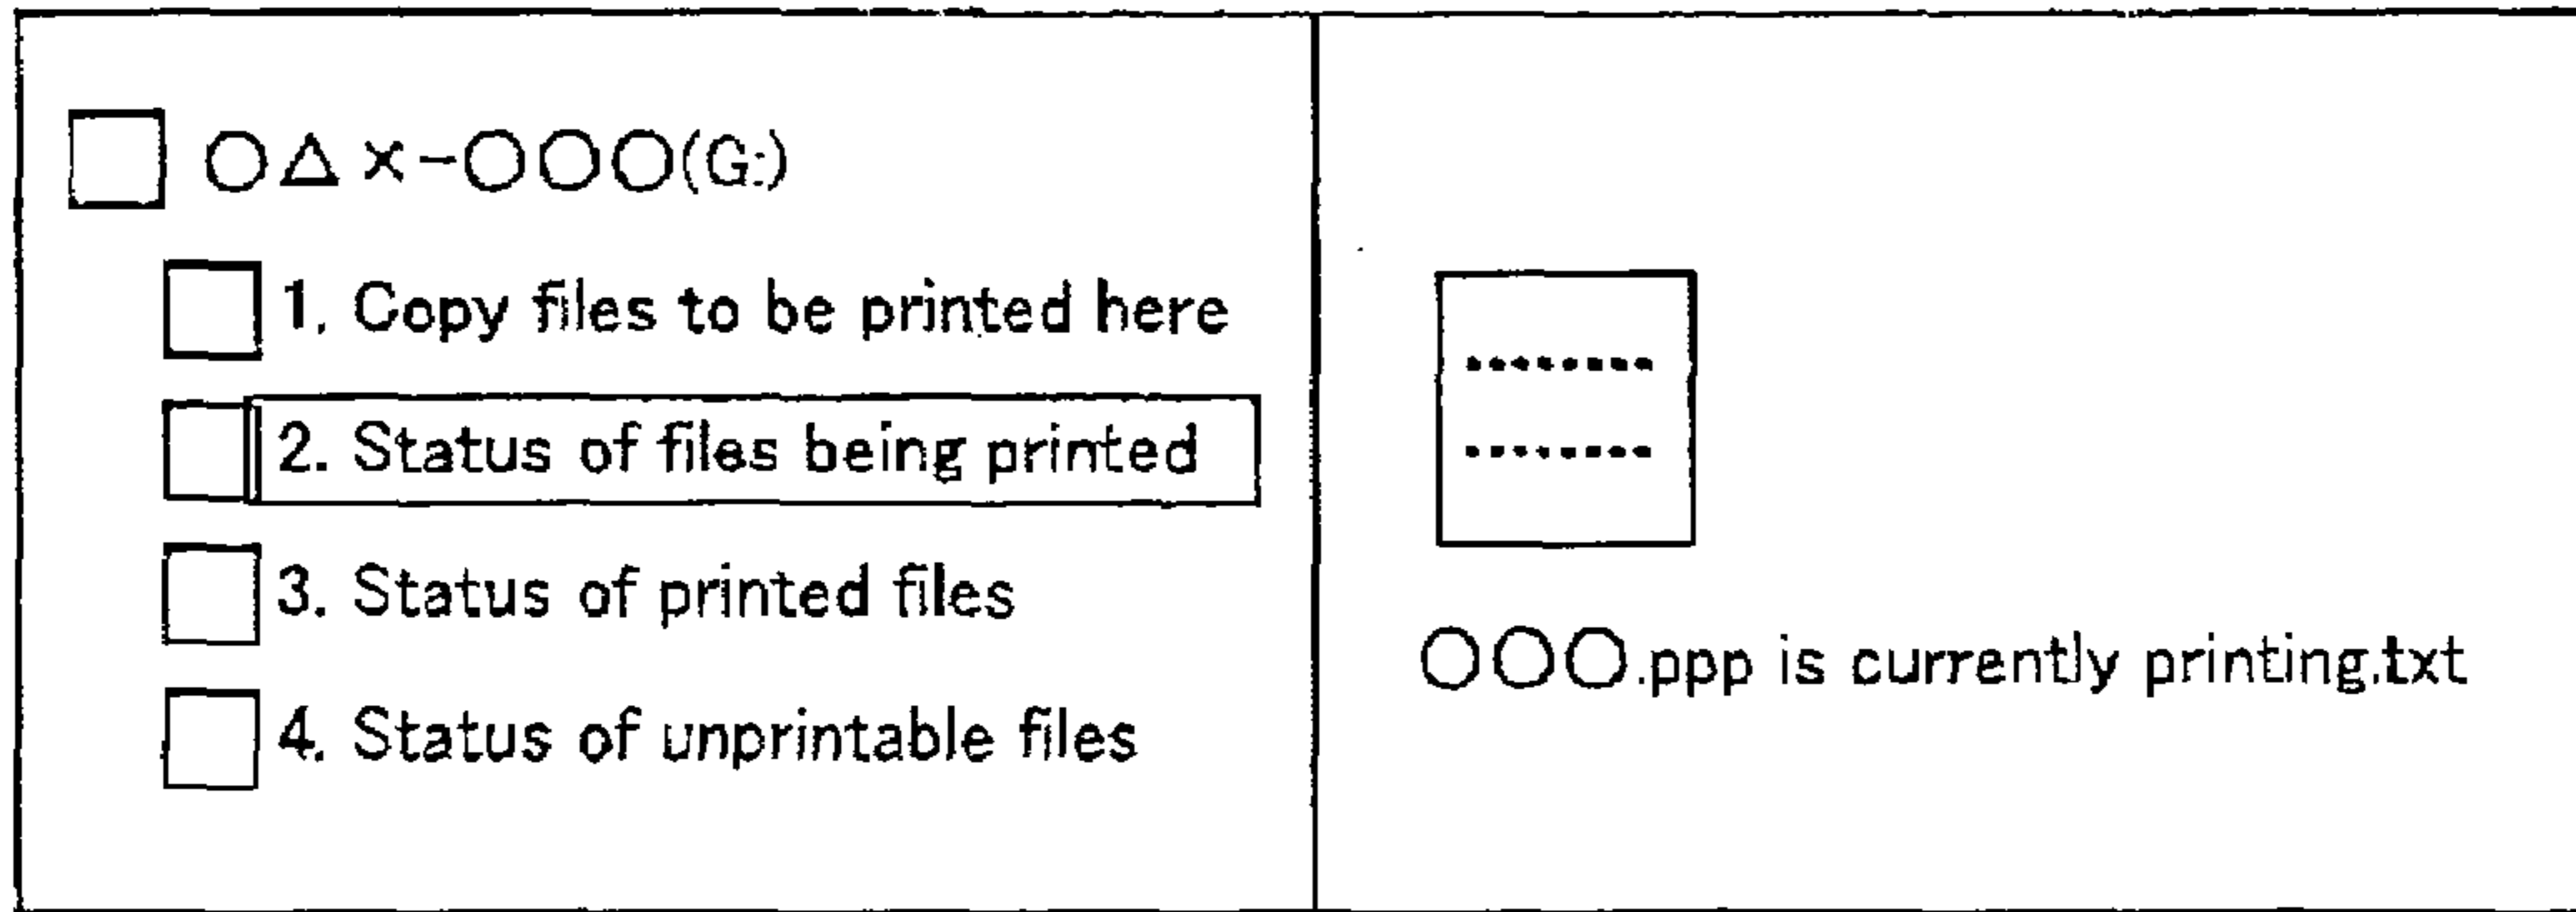 ○△×-○○○(G:)
1. Copy files to be printed here
2. Status of files being printed
3. Status of printed files
4. Status of unprintable files
○○○.ppp is currently printing.txt